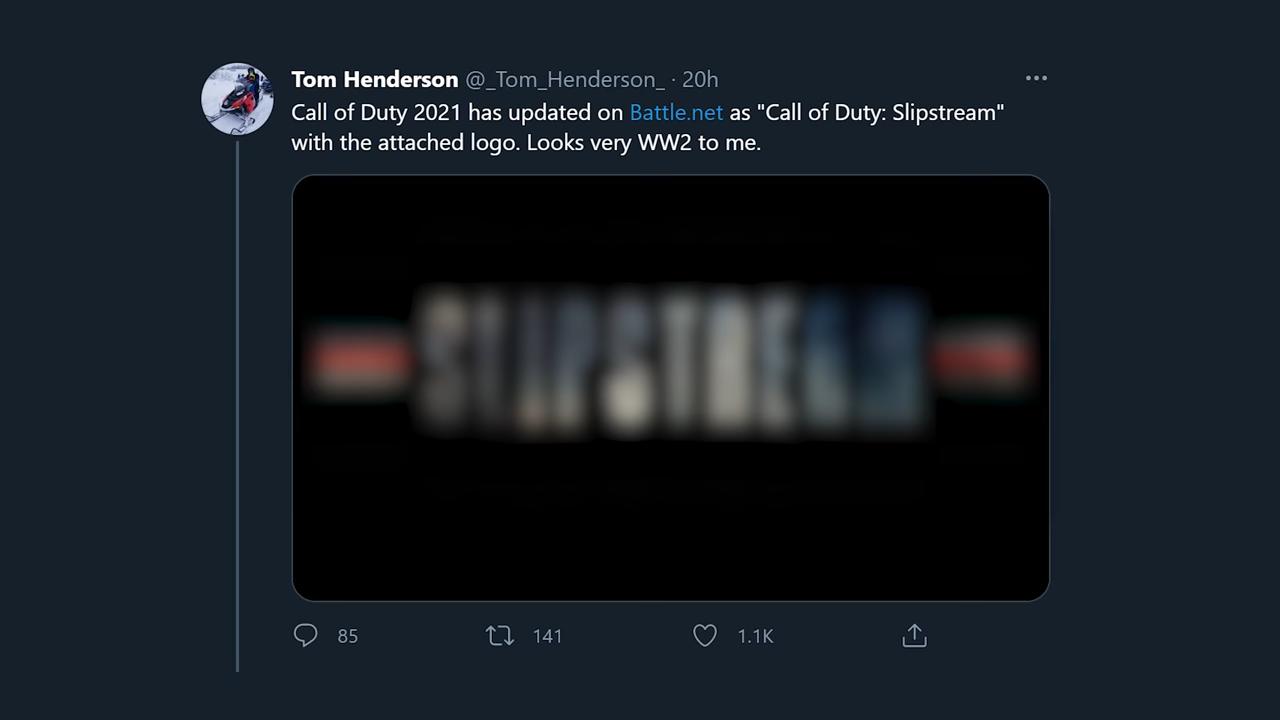 Tom Henderson @_Tom_Henderson_ · 20h
Call of Duty 2021 has updated on Battle.net as "Call of Duty: Slipstream"
with the attached logo. Looks very WW2 to me.
SLIPSTREAM
85 141 1.1K